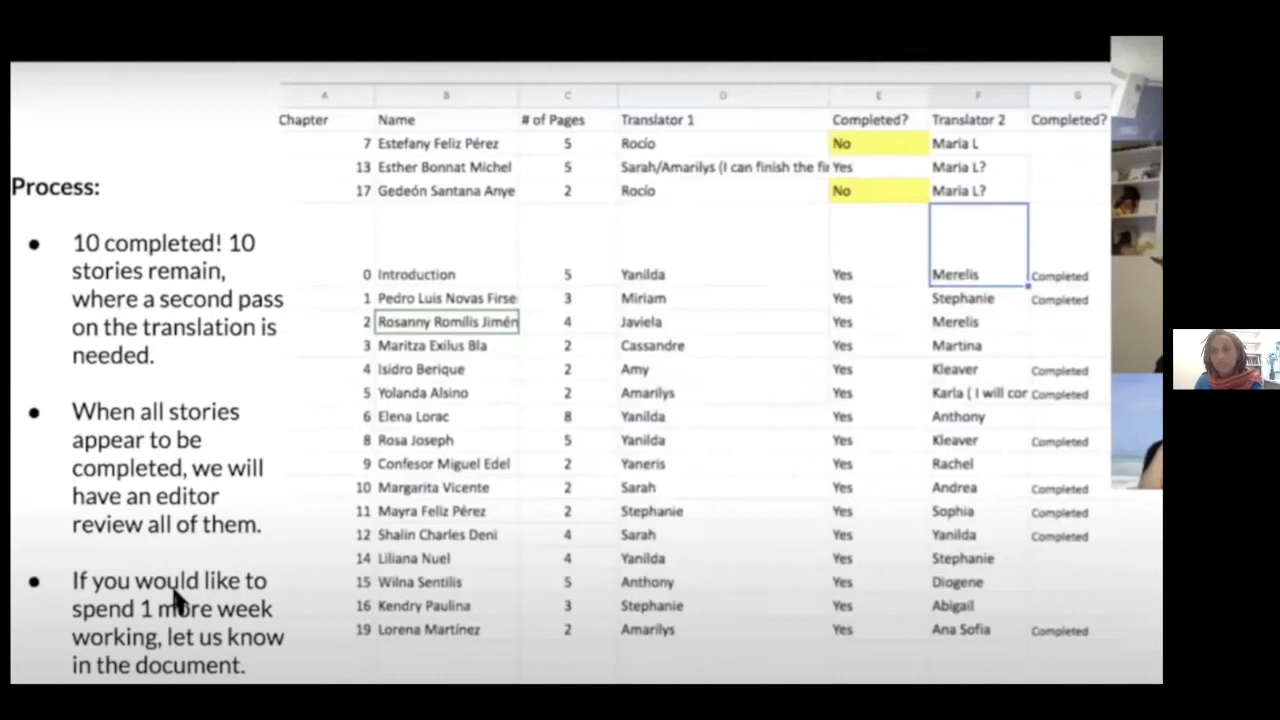 A B C D E F G
Chapter Name # of Pages Translator 1 Completed? Translator 2 Completed?
7 Estefany Feliz Pérez 5 Rocío No Maria L
13 Esther Bonnat Michel 5 Sarah/Amarilys (I can finish the fi Yes Maria L?
17 Gedeón Santana Anye 2 Rocío No Maria L?
0 Introduction 5 Yanilda Yes Merelis Completed
1 Pedro Luis Novas Firse 3 Miriam Yes Stephanie Completed
2 Rosanny Romilis Jimén 4 Javiela Yes Merelis
3 Maritza Exilus Bla 2 Cassandre Yes Martina
4 Isidro Berique 2 Amy Yes Kleaver Completed
5 Yolanda Alsino 2 Amarilys Yes Karla ( I will cor Completed
6 Elena Lorac 8 Yanilda Yes Anthony
8 Rosa Joseph 5 Yanilda Yes Kleaver Completed
9 Confesor Miguel Edel 2 Yaneris Yes Rachel
10 Margarita Vicente 2 Sarah Yes Andrea Completed
11 Mayra Feliz Pérez 2 Stephanie Yes Sophia Completed
12 Shalin Charles Deni 4 Sarah Yes Yanilda Completed
14 Liliana Nuel 4 Yanilda Yes Stephanie
15 Wilna Sentilis 5 Anthony Yes Diogene
16 Kendry Paulina 3 Stephanie Yes Abigail
19 Lorena Martínez 2 Amarilys Yes Ana Sofia Completed
Process:
● 10 completed! 10
stories remain,
where a second pass
on the translation is
needed.
● When all stories
appear to be
completed, we will
have an editor
review all of them.
● If you would like to
spend 1 more week
working, let us know
in the document.